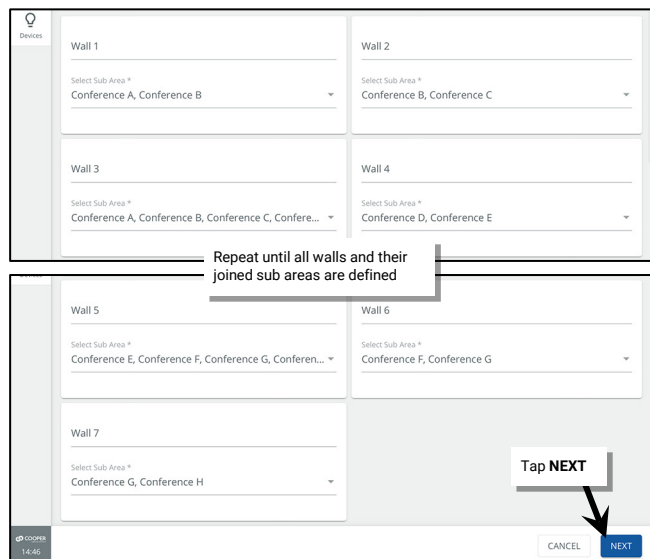 Devices
Wall 1
Wall 2
Select Sub Area *
Select Sub Area *
Conference A, Conference B
Conference B, Conference C
Wall 3
Wall 4
Select Sub Area *
Select Sub Area *
Conference A, Conference B, Conference C, Confere...
Conference D, Conference E
Repeat until all walls and their
joined sub areas are defined
Wall 5
Wall 6
Select Sub Area *
Select Sub Area *
Conference E, Conference F, Conference G, Conferen...
Conference F, Conference G
Wall 7
Select Sub Area *
Conference G, Conference H
Tap NEXT
COOPER
14:46
CANCEL
NEXT